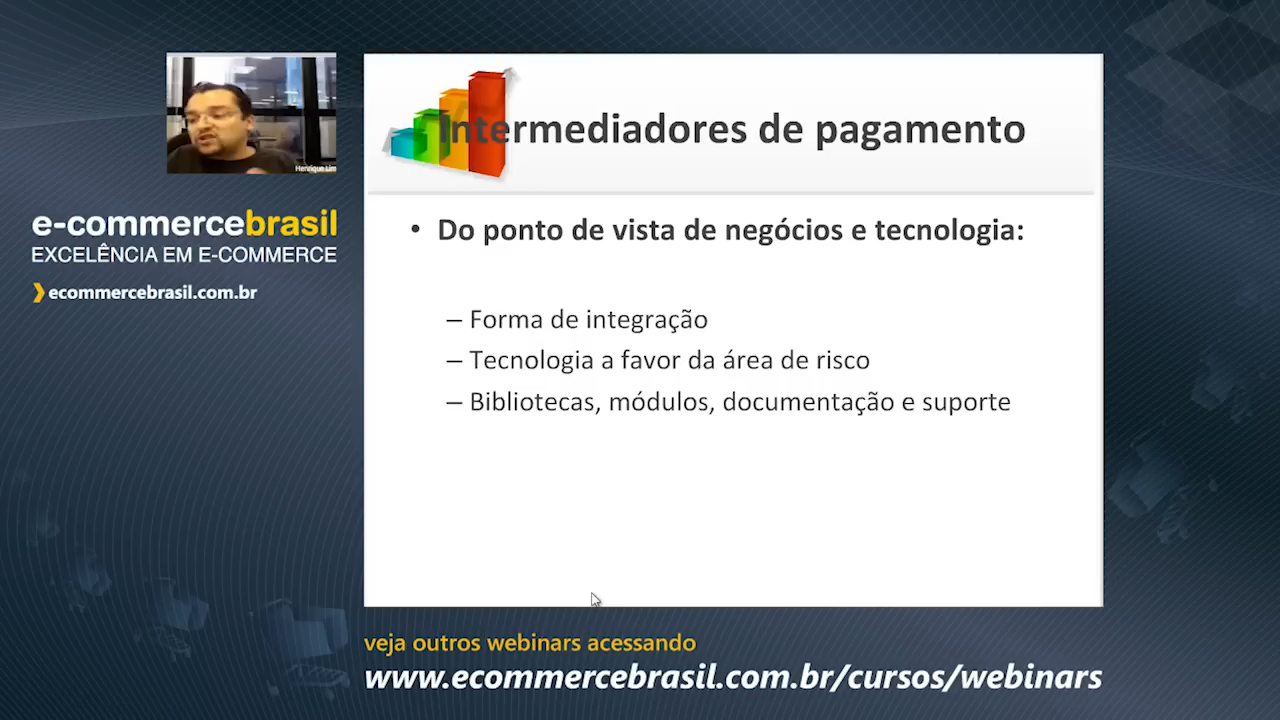 Henrique Lim
e-commercebrasil
EXCELÊNCIA EM E-COMMERCE
ecommercebrasil.com.br
Intermediadores de pagamento
• Do ponto de vista de negócios e tecnologia:
– Forma de integração
– Tecnologia a favor da área de risco
– Bibliotecas, módulos, documentação e suporte
veja outros webinars acessando
www.ecommercebrasil.com.br/cursos/webinars